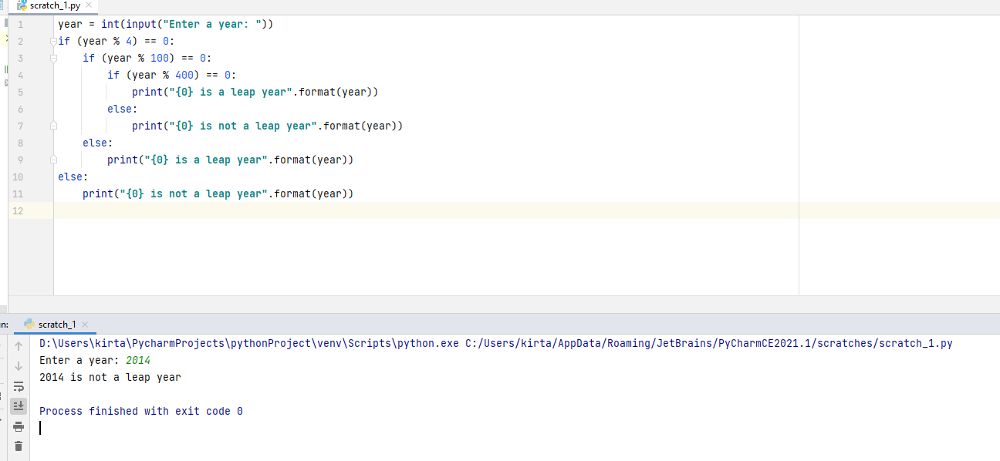 scratch_1.py
1 year = int(input("Enter a year: "))
2 if (year % 4) == 0:
3     if (year % 100) == 0:
4         if (year % 400) == 0:
5             print("{0} is a leap year".format(year))
6         else:
7             print("{0} is not a leap year".format(year))
8     else:
9         print("{0} is a leap year".format(year))
10 else:
11     print("{0} is not a leap year".format(year))
12
scratch_1
D:\Users\kirta\PycharmProjects\pythonProject\venv\Scripts\python.exe C:/Users/kirta/AppData/Roaming/JetBrains/PyCharmCE2021.1/scratches/scratch_1.py
Enter a year: 2014
2014 is not a leap year
Process finished with exit code 0